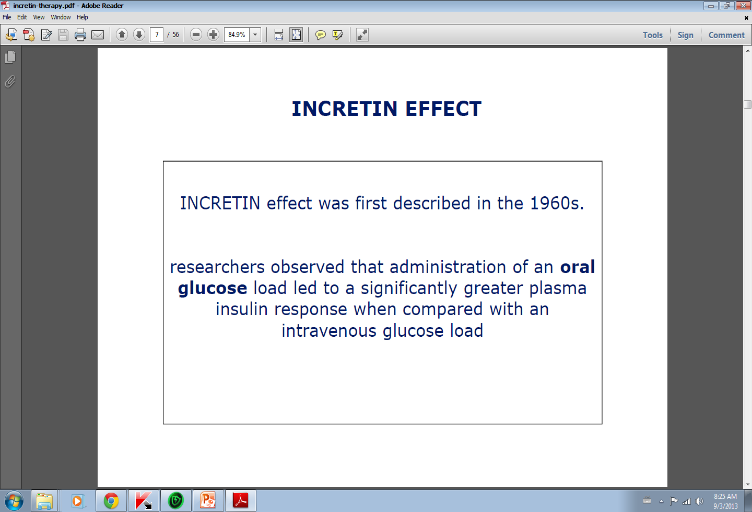 incretin-therapy.pdf - Adobe Reader
File Edit View Window Help
7 / 56 84.9% Tools Sign Comment
INCRETIN EFFECT
INCRETIN effect was first described in the 1960s.
researchers observed that administration of an oral
glucose load led to a significantly greater plasma
insulin response when compared with an
intravenous glucose load
8:25 AM
9/3/2013